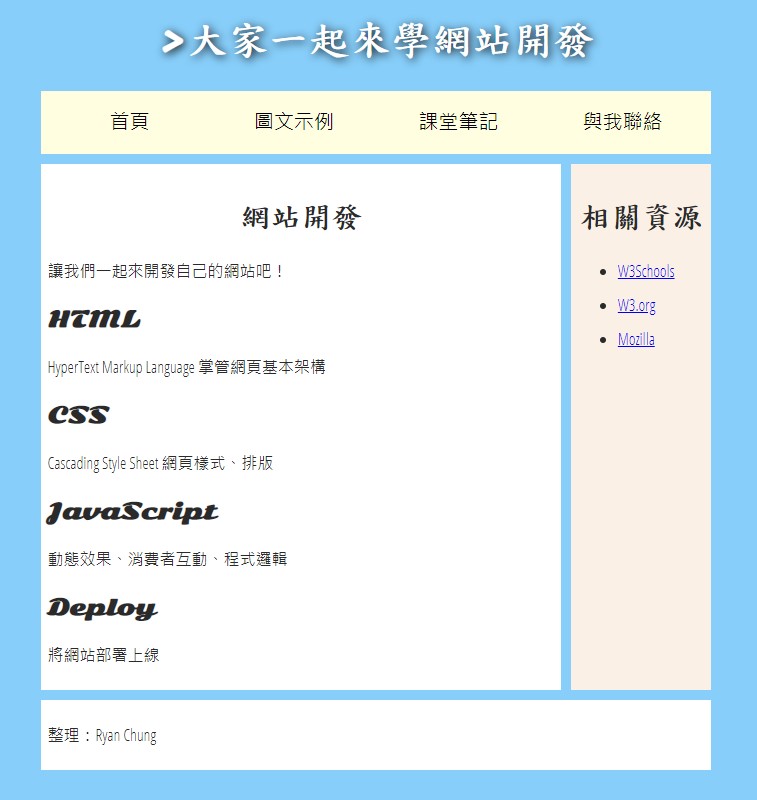 >大家一起來學網站開發
首頁 圖文示例 課堂筆記 與我聯絡
網站開發
讓我們一起來開發自己的網站吧！
HTML
HyperText Markup Language 掌管網頁基本架構
CSS
Cascading Style Sheet 網頁樣式、排版
JavaScript
動態效果、消費者互動、程式邏輯
Deploy
將網站部署上線
相關資源
W3Schools
W3.org
Mozilla
整理：Ryan Chung